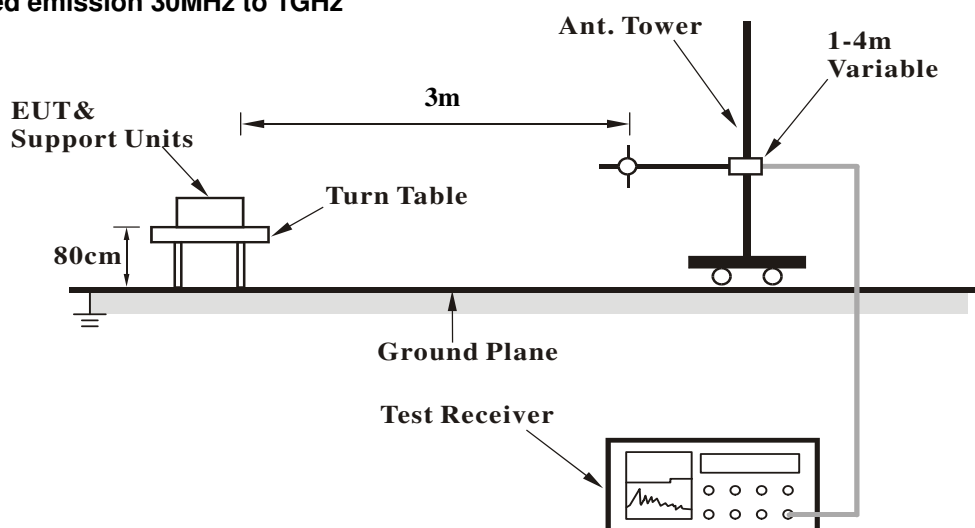 ed emission 30MHz to 1GHz
Ant. Tower
1-4m
Variable
3m
EUT&
Support Units
Turn Table
80cm
Ground Plane
Test Receiver